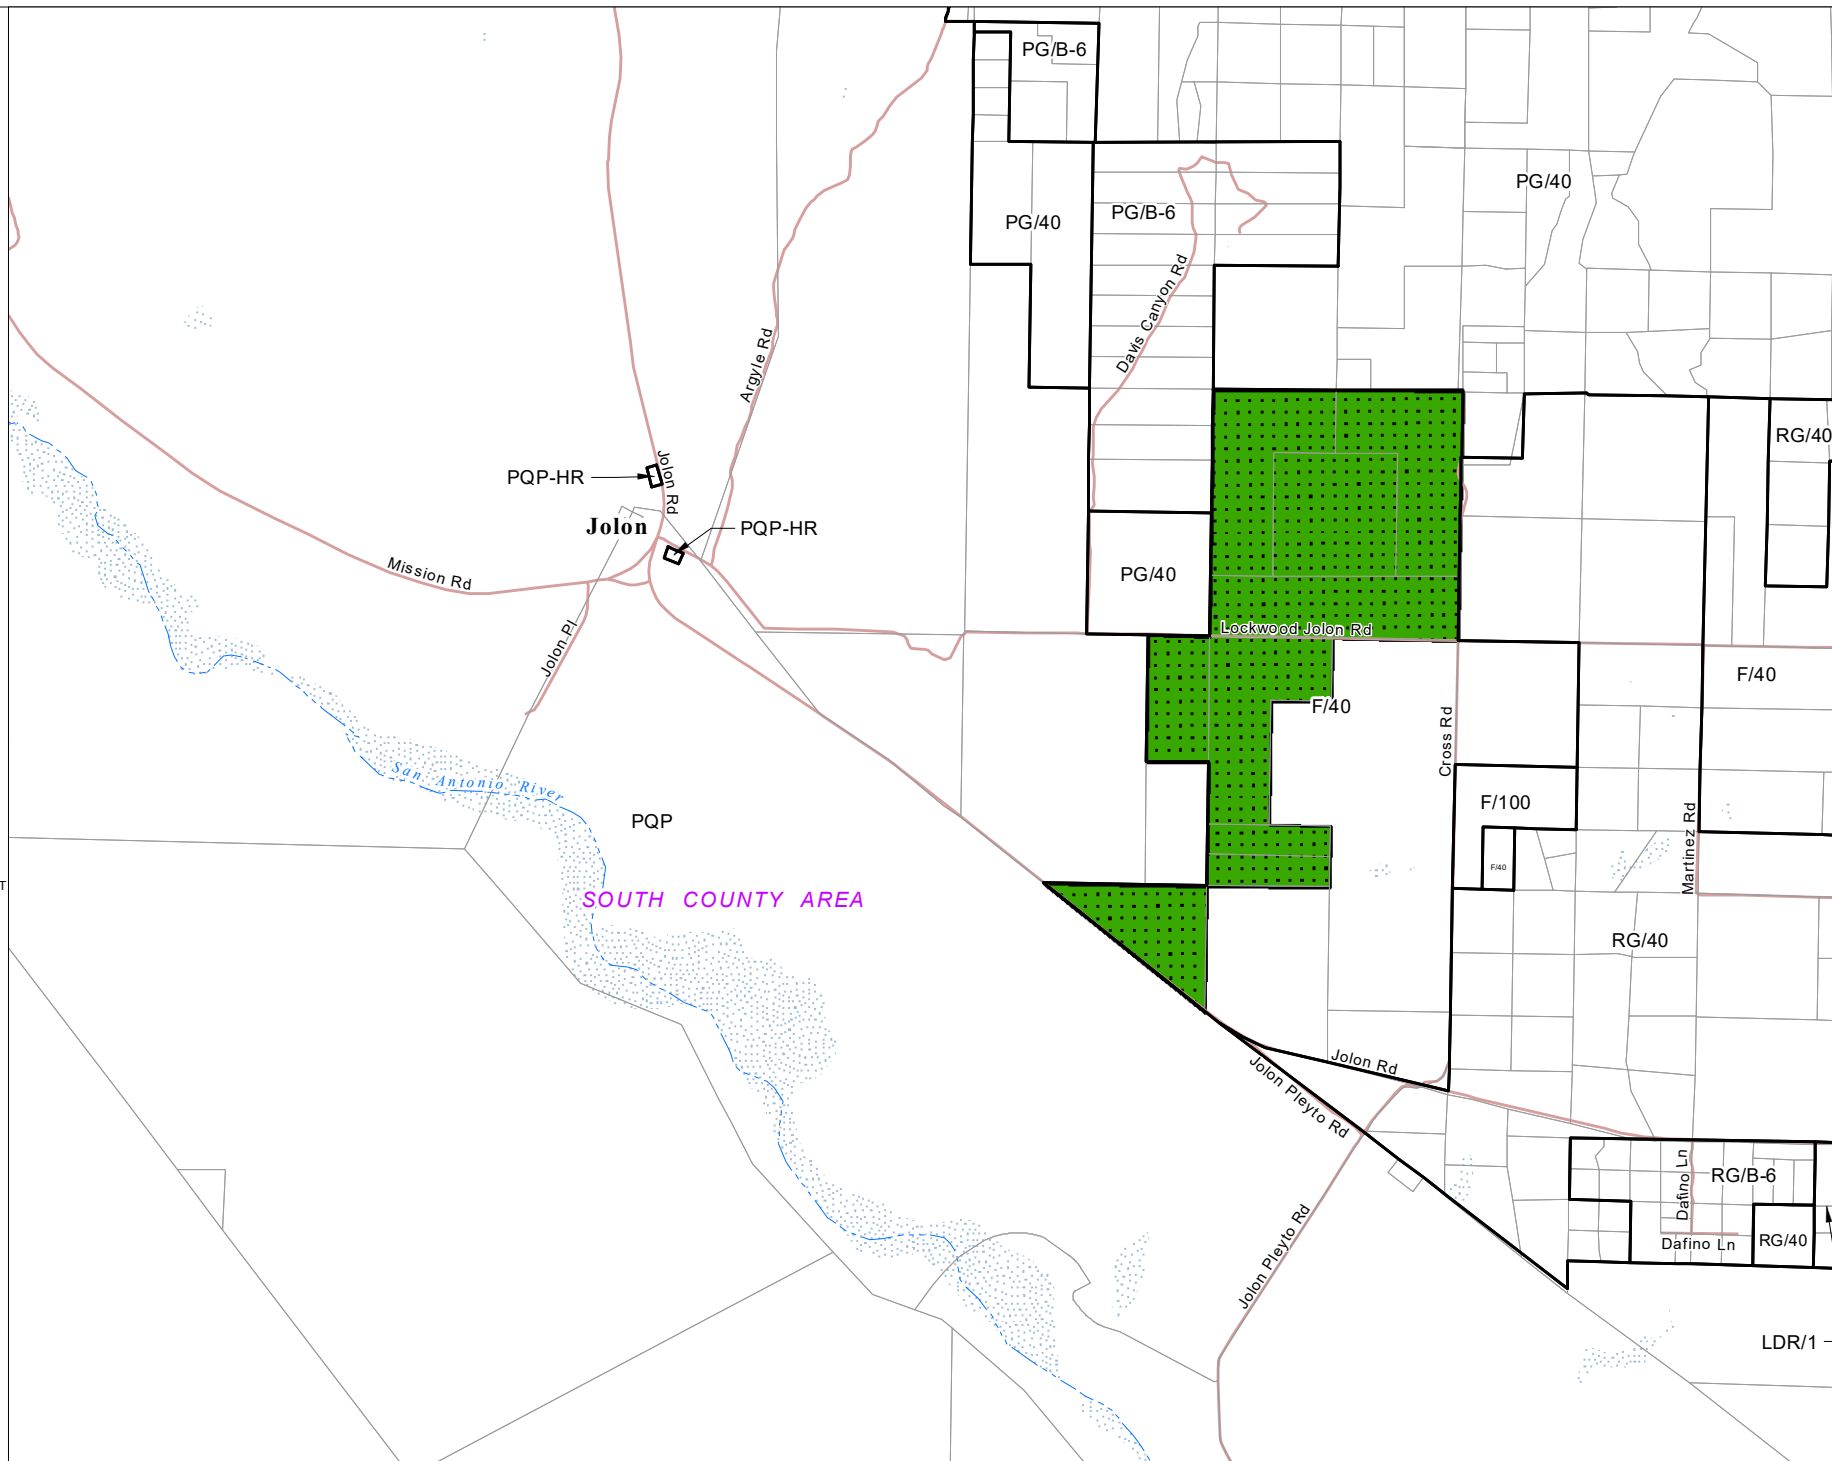 PG/B-6
PG/40
PG/40
PG/B-6
Davis Canyon Rd
Argyle Rd
RG/40
PQP-HR
Jolon Rd
Jolon
PQP-HR
Mission Rd
PG/40
Lockwood Jolon Rd
Jolon Pl
F/40
F/40
Cross Rd
San Antonio River
F/100
PQP
Martinez Rd
F/40
T
SOUTH COUNTY AREA
RG/40
Jolon Rd
Jolon Pleyto Rd
Dafino Ln
RG/B-6
Dafino Ln
RG/40
Jolon Pleyto Rd
LDR/1